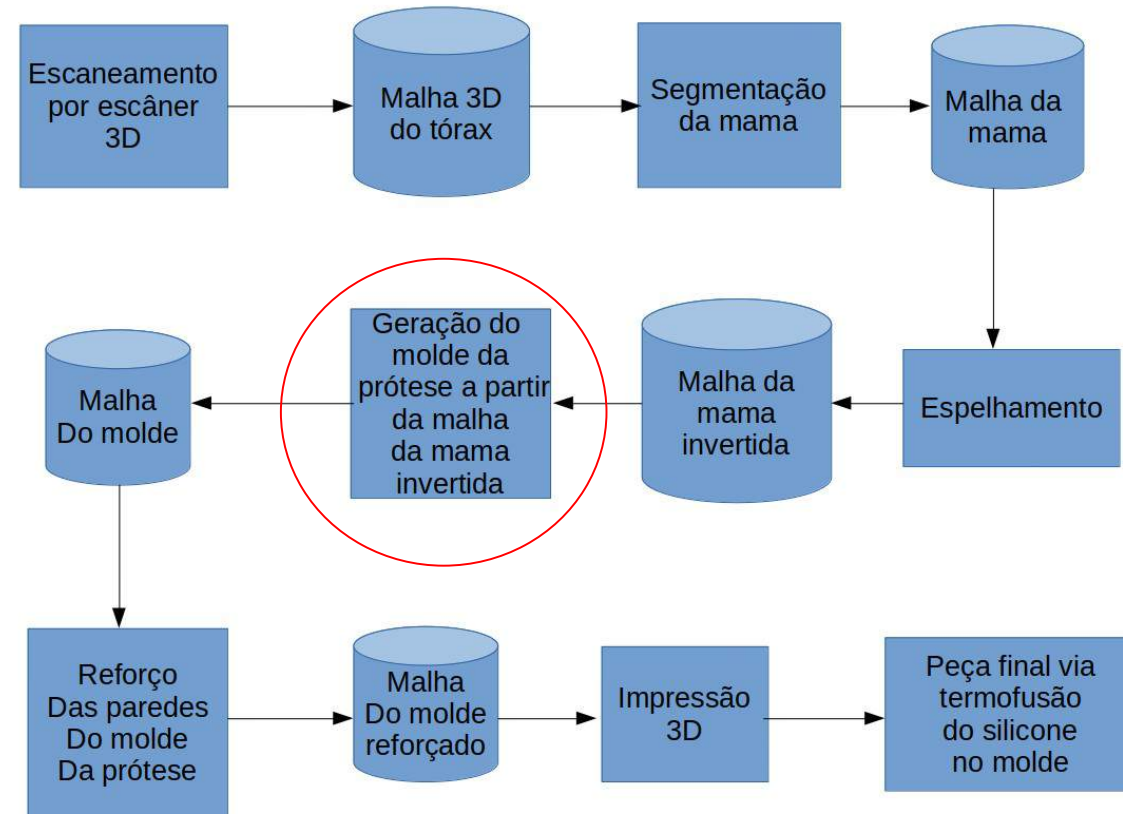 Escaneamento
por escâner
3D
Malha 3D
do tórax
Segmentação
da mama
Malha da
mama
Espelhamento
Malha da
mama
invertida
Geração do
molde da
prótese a partir
da malha
da mama
invertida
Malha
Do molde
Reforço
Das paredes
Do molde
Da prótese
Malha
Do molde
reforçado
Impressão
3D
Peça final via
termofusão
do silicone
no molde